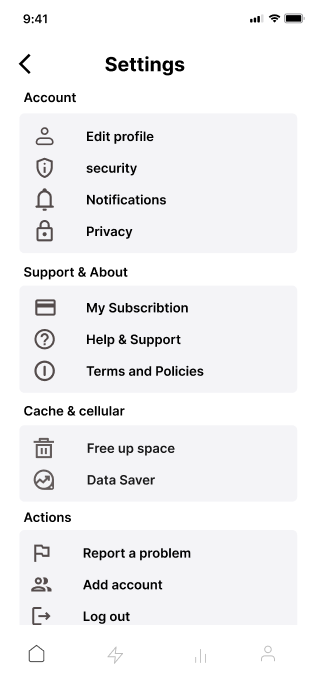 9:41
Settings
Account
Edit profile
security
Notifications
Privacy
Support & About
My Subscribtion
Help & Support
Terms and Policies
Cache & cellular
Free up space
Data Saver
Actions
Report a problem
Add account
Log out